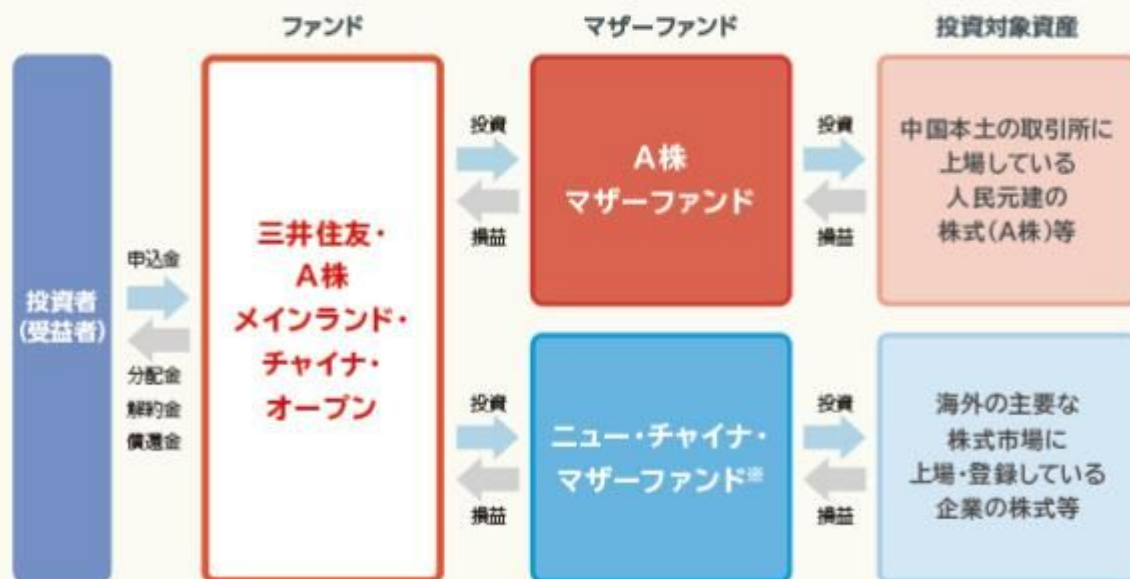 ファンド
マザーファンド
投資対象資産
投資者
(受益者)
申込金
分配金
解約金
償還金
三井住友・
A株
メインランド・
チャイナ・
オープン
投資
損益
A株
マザーファンド
投資
損益
中国本土の取引所に
上場している
人民元建の
株式(A株)等
投資
損益
ニュー・チャイナ・
マザーファンド※
投資
損益
海外の主要な
株式市場に
上場・登録している
企業の株式等